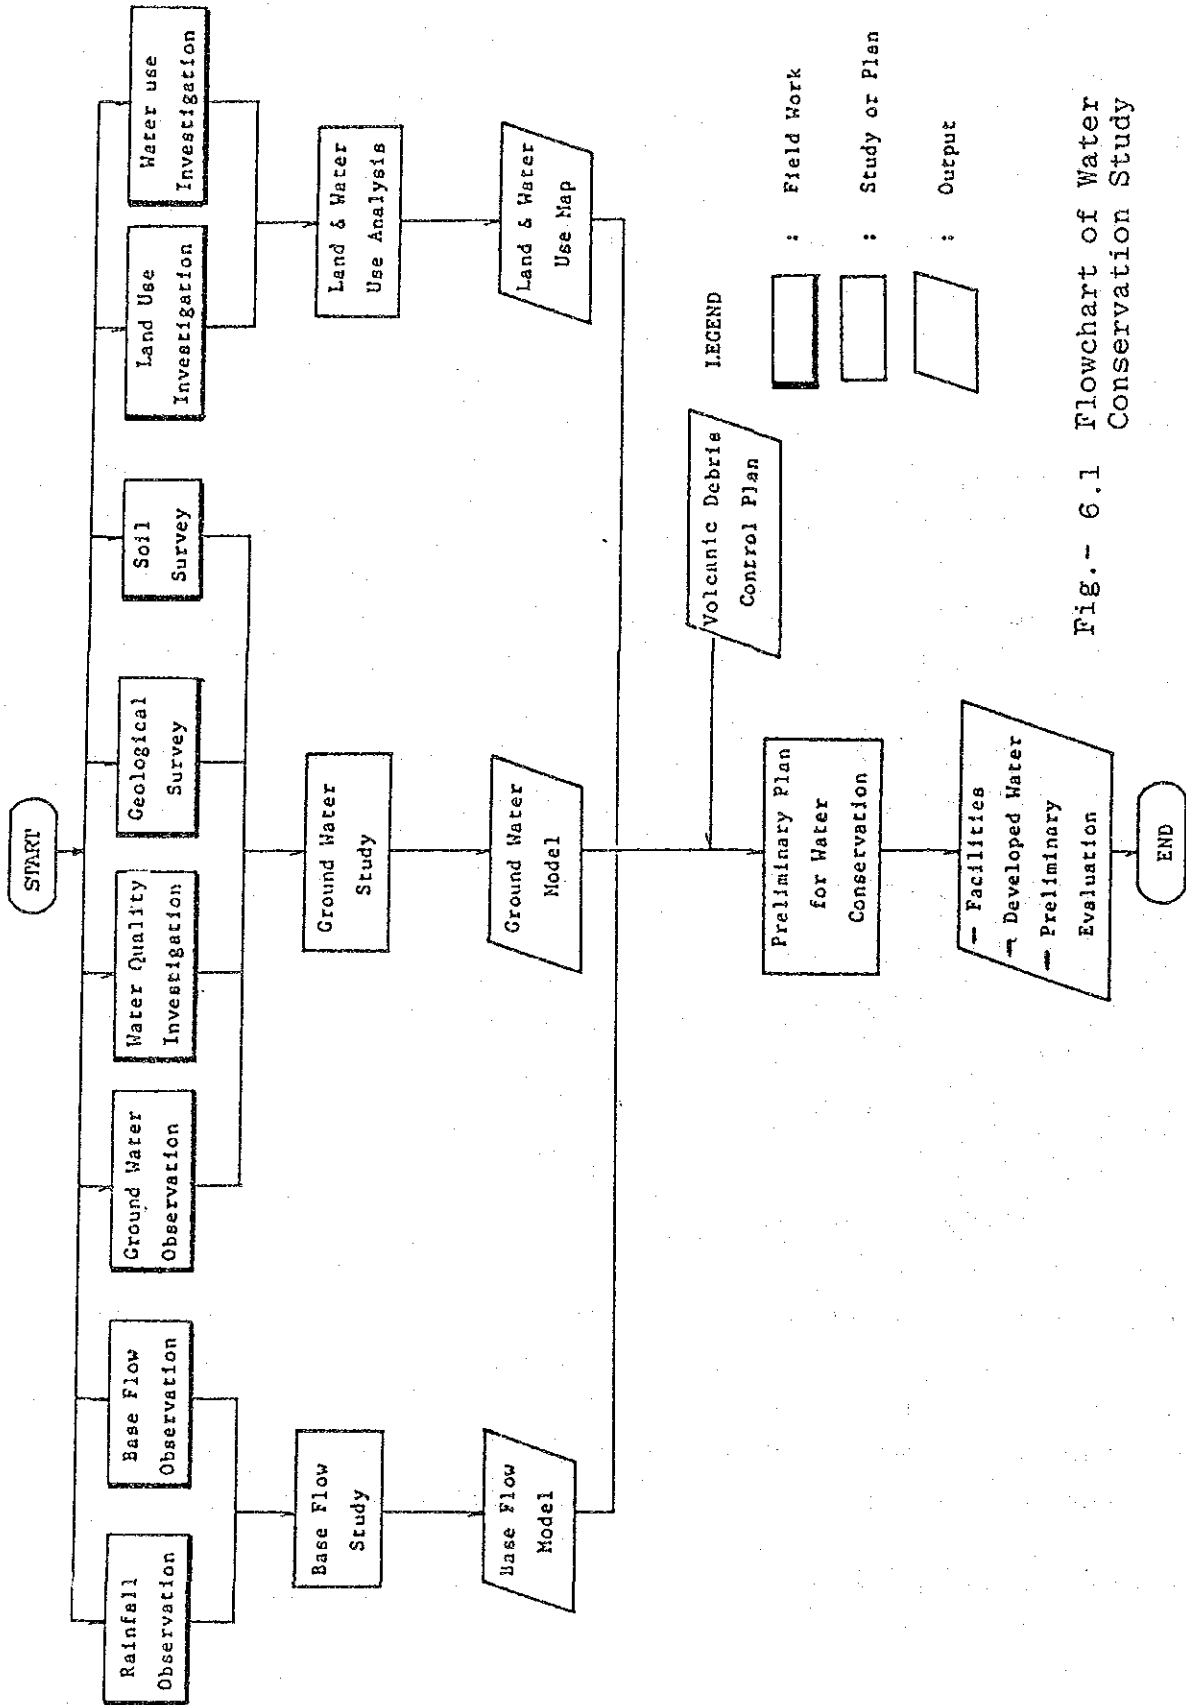 START
Rainfall
Observation
Base Flow
Observation
Ground Water
Observation
Water Quality
Investigation
Geological
Survey
Soil
Survey
Land Use
Investigation
Water use
Investigation
Base Flow
Study
Ground Water
Study
Land & Water
Use Analysis
Base Flow
Model
Ground Water
Model
Land & Water
Use Map
Volcanic Debris
Control Plan
Preliminary Plan
for Water
Conservation
— Facilities
— Developed Water
— Preliminary
Evaluation
END
LEGEND
: Field Work
: Study or Plan
: Output
Fig.- 6.1 Flowchart of Water
Conservation Study